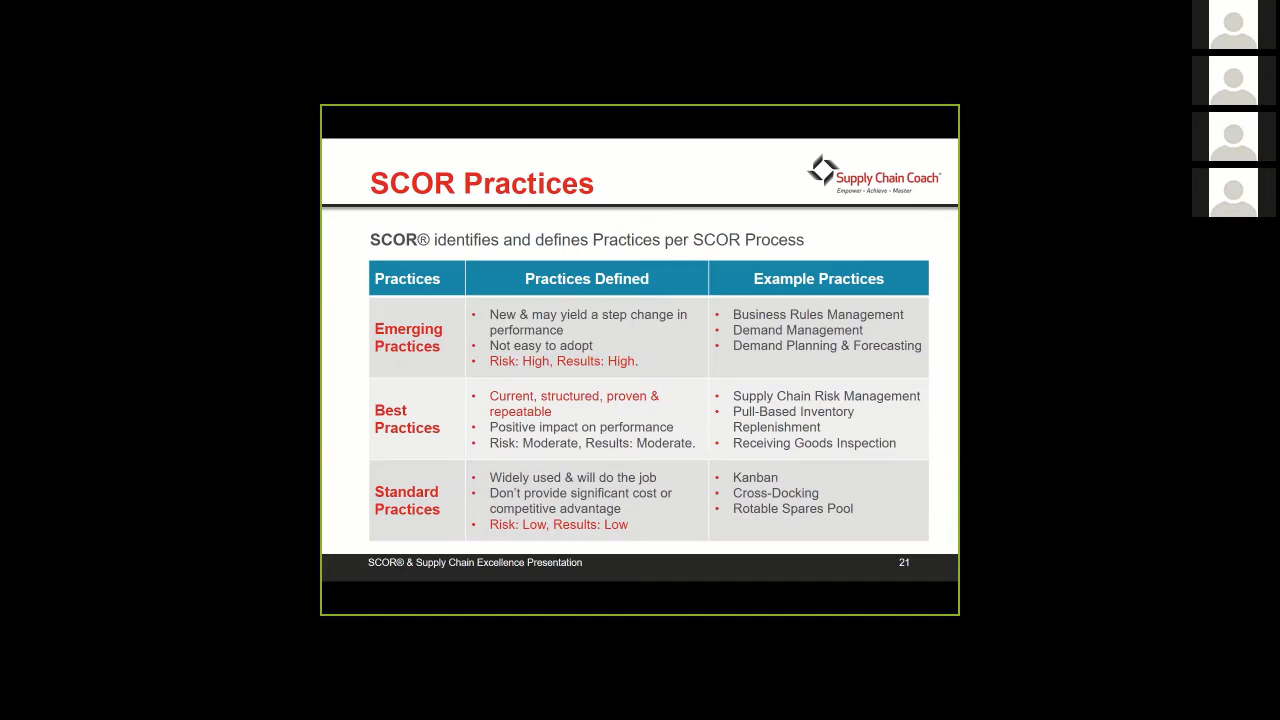 SCOR Practices
Supply Chain Coach
Empower - Achieve - Master
SCOR® identifies and defines Practices per SCOR Process
Practices
Practices Defined
Example Practices
Emerging
Practices
• New & may yield a step change in
performance
• Not easy to adopt
• Risk: High, Results: High.
• Business Rules Management
• Demand Management
• Demand Planning & Forecasting
Best
Practices
• Current, structured, proven &
repeatable
• Positive impact on performance
• Risk: Moderate, Results: Moderate.
• Supply Chain Risk Management
• Pull-Based Inventory
Replenishment
• Receiving Goods Inspection
Standard
Practices
• Widely used & will do the job
• Don't provide significant cost or
competitive advantage
• Risk: Low, Results: Low
• Kanban
• Cross-Docking
• Rotable Spares Pool
SCOR® & Supply Chain Excellence Presentation
21